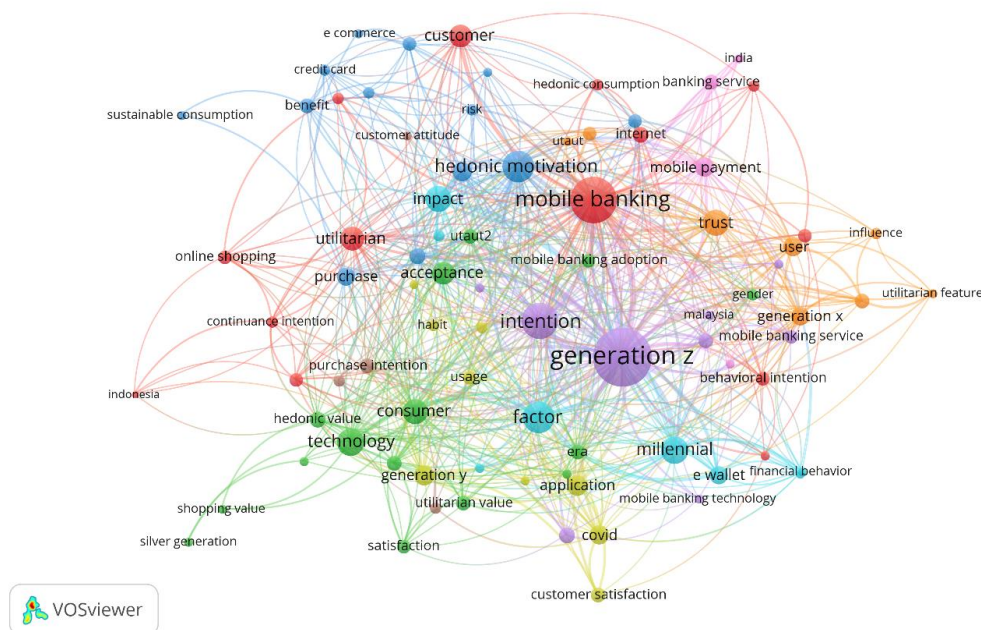 e commerce
customer
india
credit card
hedonic consumption
banking service
sustainable consumption
benefit
risk
customer attitude
utaut
internet
hedonic motivation
mobile payment
impact
mobile banking
utilitarian
utaut2
trust
influence
online shopping
user
purchase
acceptance
mobile banking adoption
utilitarian feature
gender
continuance intention
habit
intention
malaysia
generation x
mobile banking service
generation z
purchase intention
usage
behavioral intention
indonesia
hedonic value
consumer
factor
technology
era
millennial
generation y
application
e wallet
financial behavior
shopping value
utilitarian value
mobile banking technology
silver generation
satisfaction
covid
customer satisfaction
VOSviewer